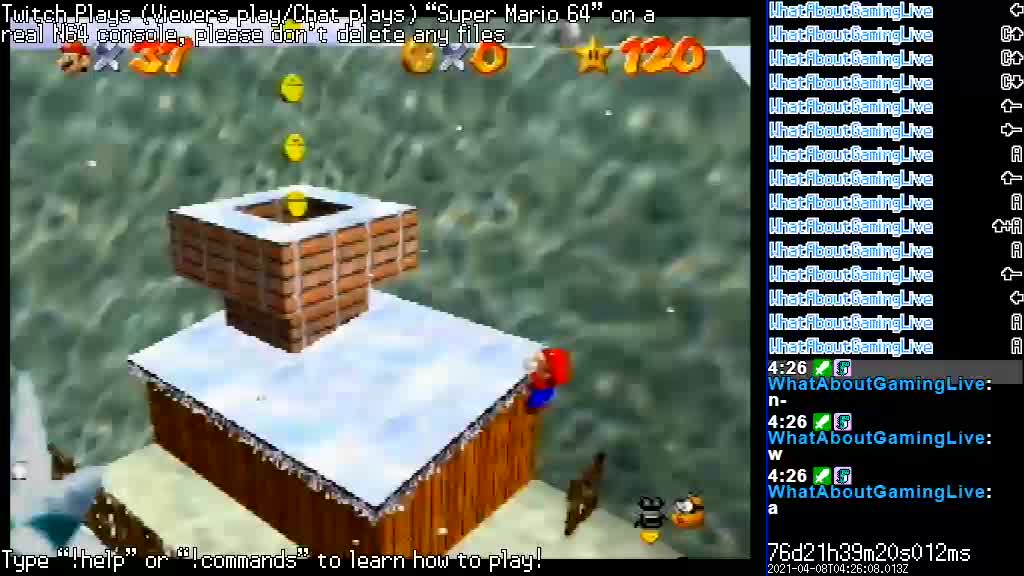 Twitch Plays (Viewers play/Chat plays) “Super Mario 64” on a
real N64 console, please don’t delete any files
37
0
120
WhatAboutGamingLive
WhatAboutGamingLive
WhatAboutGamingLive
WhatAboutGamingLive
WhatAboutGamingLive
WhatAboutGamingLive
WhatAboutGamingLive A
WhatAboutGamingLive
WhatAboutGamingLive A
WhatAboutGamingLive +A
WhatAboutGamingLive A
WhatAboutGamingLive
WhatAboutGamingLive
WhatAboutGamingLive A
WhatAboutGamingLive A
4:26
WhatAboutGamingLive:
n-
4:26
WhatAboutGamingLive:
w
4:26
WhatAboutGamingLive:
a
Type “!help” or “!commands” to learn how to play!
76d21h39m20s012ms
2021-04-08T04:26:08.013Z